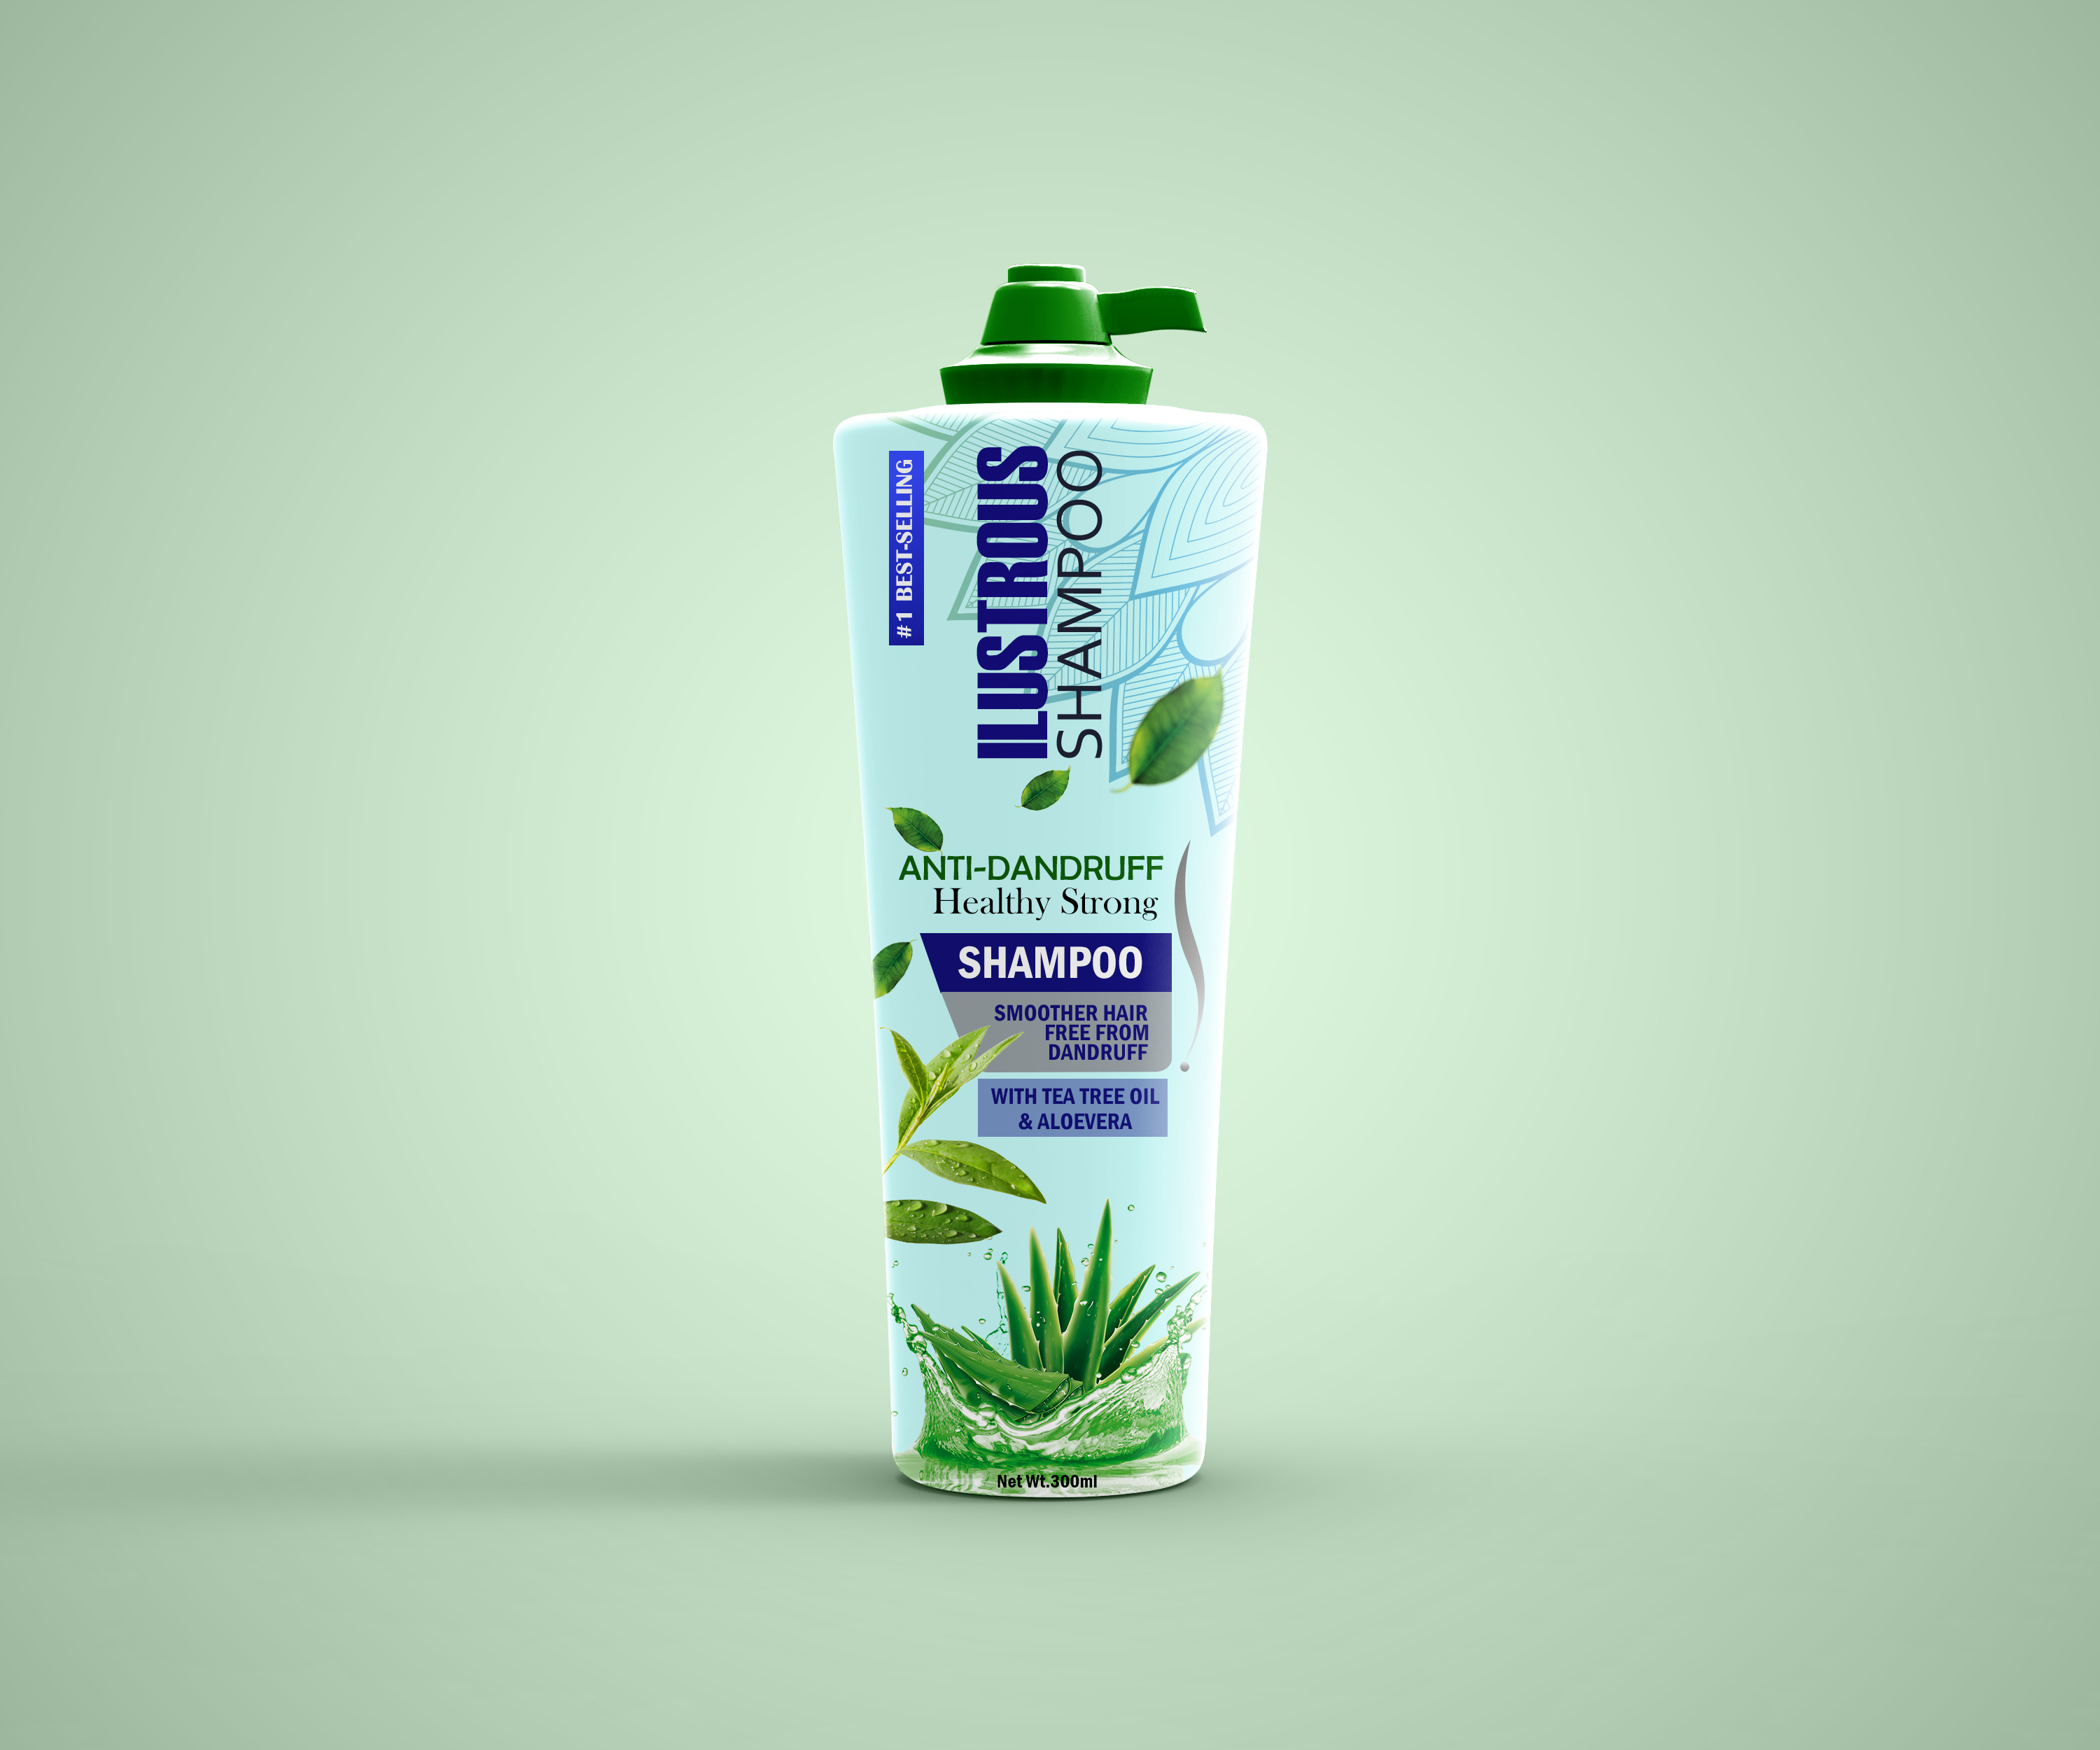 #1 BEST-SELLING
ILUSTROUS
SHAMPOO
ANTI-DANDRUFF
Healthy Strong
SHAMPOO
SMOOTHER HAIR
FREE FROM
DANDRUFF
WITH TEA TREE OIL
& ALOEVERA
Net Wt.300ml